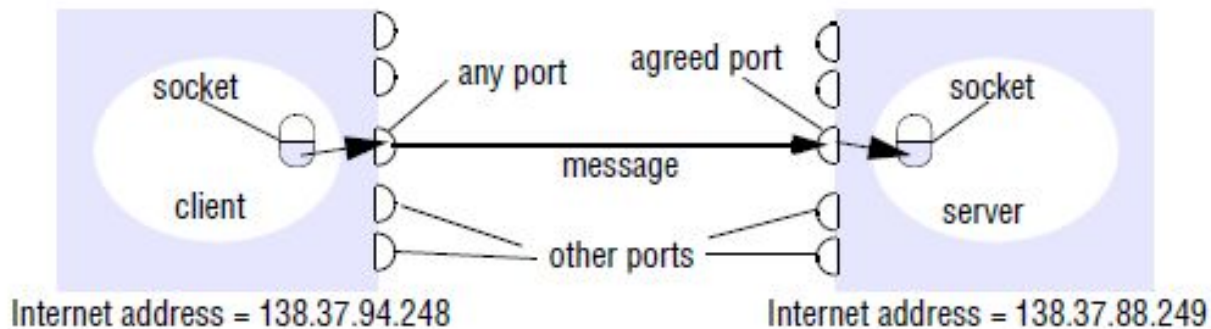 any port
agreed port
socket
socket
message
client
server
other ports
Internet address = 138.37.94.248
Internet address = 138.37.88.249